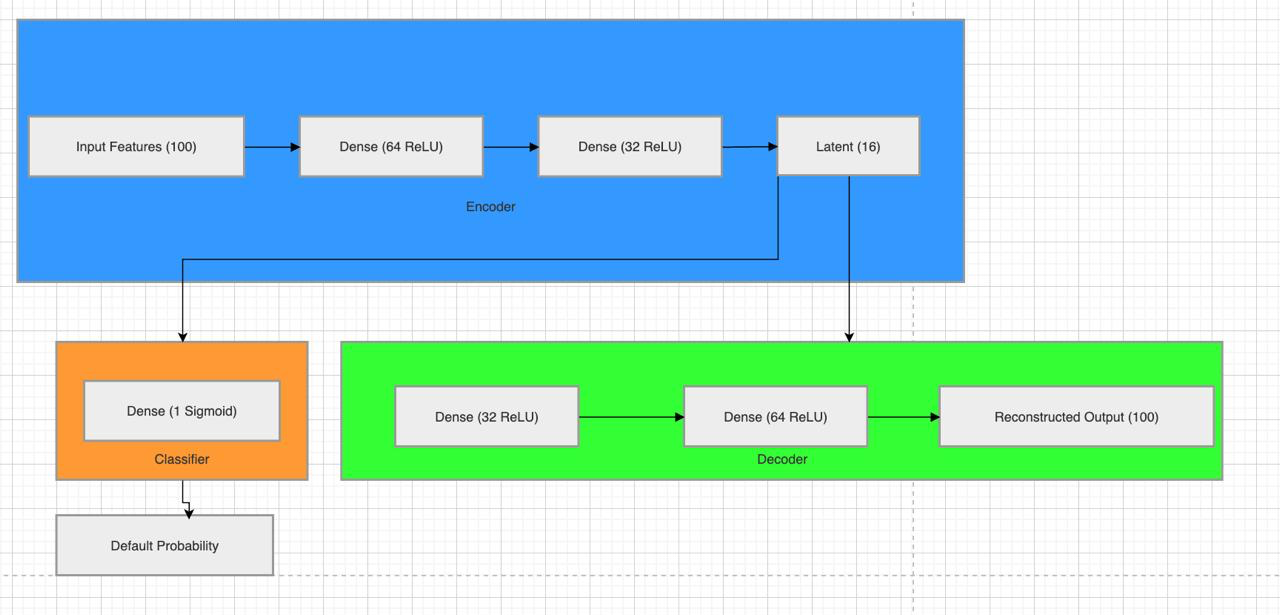 Input Features (100)
Dense (64 ReLU)
Dense (32 ReLU)
Latent (16)
Encoder
Dense (1 Sigmoid)
Classifier
Dense (32 ReLU)
Dense (64 ReLU)
Reconstructed Output (100)
Decoder
Default Probability